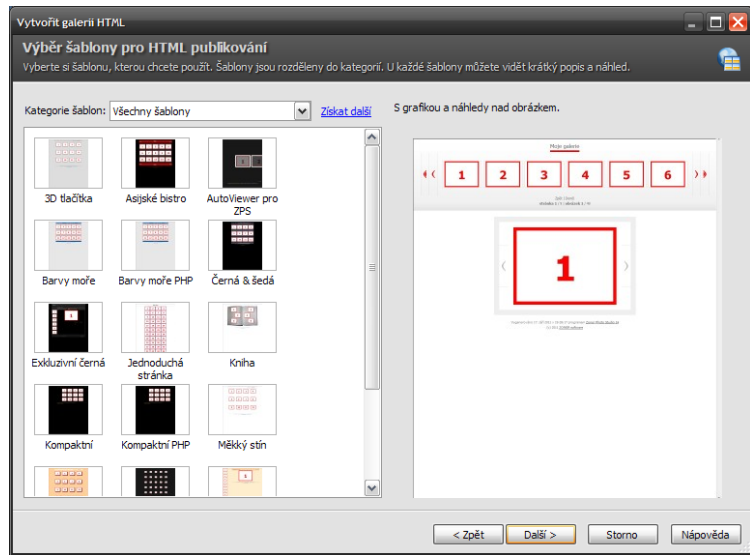 Vytvořit galerii HTML
Výběr šablony pro HTML publikování
Vyberte si šablonu, kterou chcete použít. Šablony jsou rozděleny do kategorií. U každé šablony můžete vidět krátký popis a náhled.
Kategorie šablon: Všechny šablony Získat další
S grafikou a náhledy nad obrázkem.
3D tlačítka Asijské bistro AutoViewer pro
ZPS
Barvy moře Barvy moře PHP Černá & šedá
Exkluzivní černá Jednoduchá
stránka
Kniha
Kompaktní Kompaktní PHP Měkký stín
Moje galerie
1 2 3 4 5 6
1
< Zpět Další > Storno Nápověda